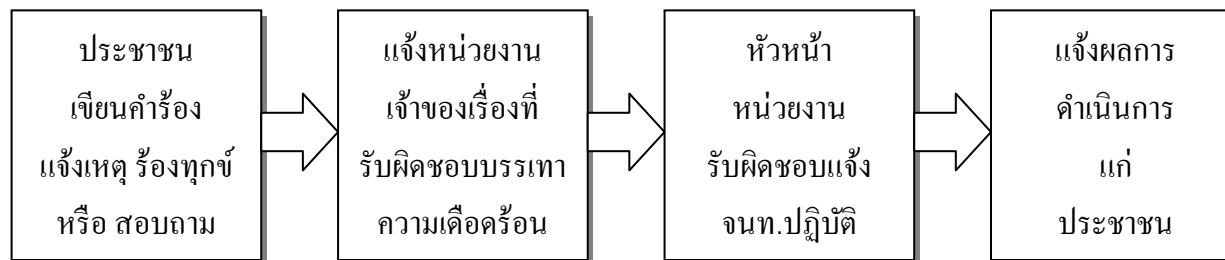 ประชาชน
เขียนคำร้อง
แจ้งเหตุ ร้องทุกข์
หรือ สอบถาม
แจ้งหน่วยงาน
เจ้าของเรื่องที่
รับผิดชอบบรรเทา
ความเดือดร้อน
หัวหน้า
หน่วยงาน
รับผิดชอบแจ้ง
จนท.ปฏิบัติ
แจ้งผลการ
ดำเนินการ
แก่
ประชาชน